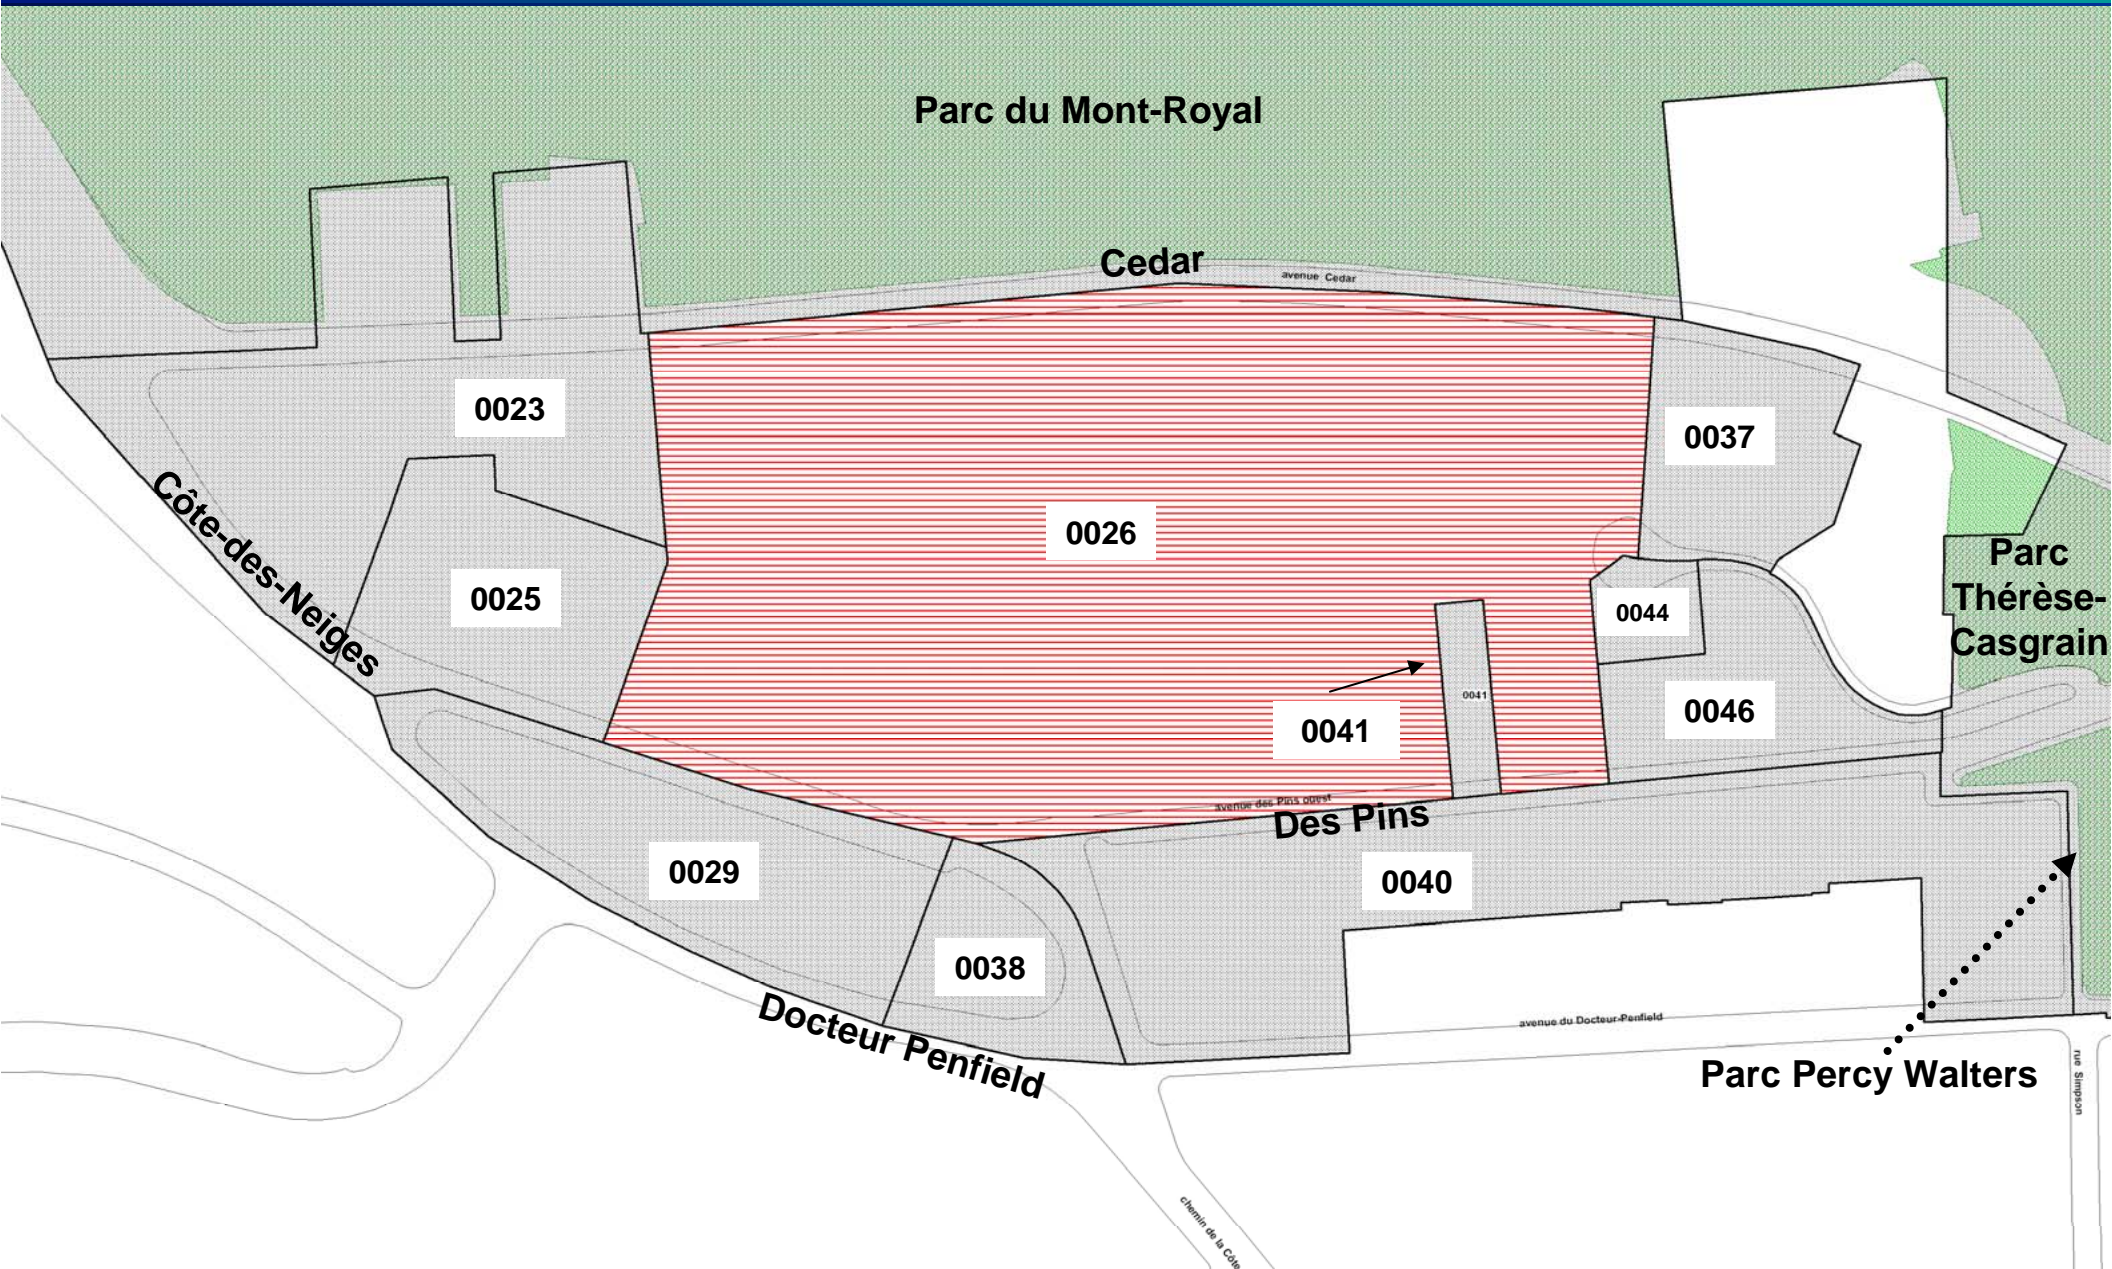 Parc du Mont-Royal
Cedar
avenue Cedar
0023
0037
0026
Côte-des-Neiges
0025
Parc
Thérèse-
Casgrain
0044
0041
0046
0041
avenue des Pins ouest
Des Pins
0029
0040
0038
Docteur Penfield
avenue du Docteur-Penfield
Parc Percy Walters
rue Simpson
chemin de la Côte